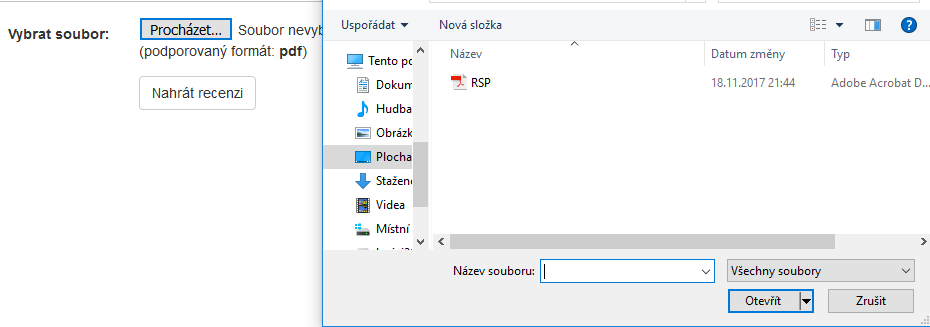 Vybrat soubor: Procházet... Soubor nevyb
(podporovaný formát: pdf)
Nahrát recenzi
Uspořádat Nová složka
Název Datum změny Typ
RSP 18.11.2017 21:44 Adobe Acrobat D...
Tento po
Dokum
Hudba
Obrázk
Plocha
Stažené
Videa
Místní
Název souboru: Všechny soubory
Otevřít Zrušit